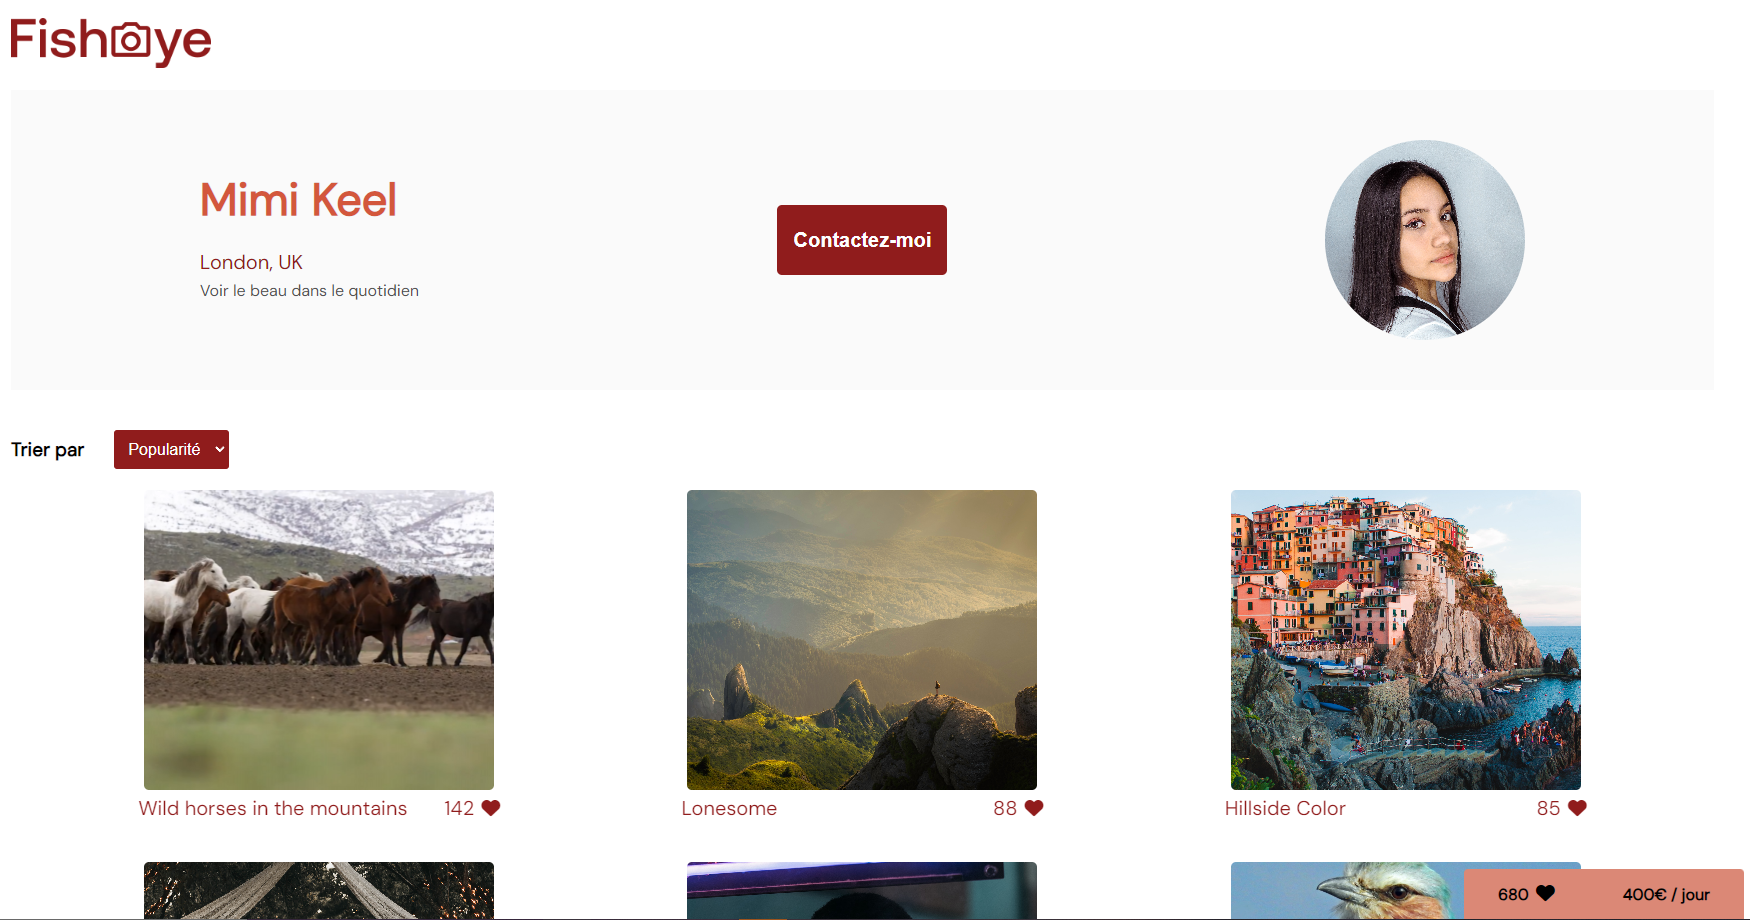 Fisheye
Mimi Keel
London, UK
Voir le beau dans le quotidien
Contactez-moi
Trier par
Popularité
Wild horses in the mountains 142
Lonesome 88
Hillside Color 85
680
400€ / jour